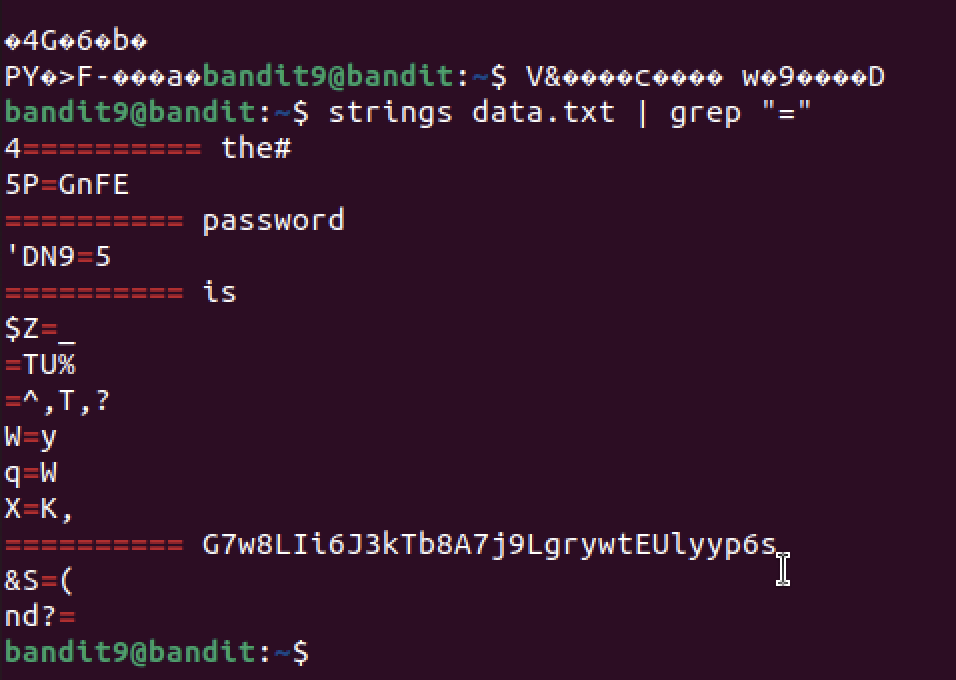 �4G�6�b�
PY�>F-���a�bandit9@bandit:~$ V&����c���� w�9����D
bandit9@bandit:~$ strings data.txt | grep "="
4========== the#
5P=GnFE
========== password
'DN9=5
========== is
$Z=_
=TU%
=^,T,?
W=y
q=W
X=K,
========== G7w8LIi6J3kTb8A7j9LgrywtEUlyyp6s
&S=(
nd?=
bandit9@bandit:~$